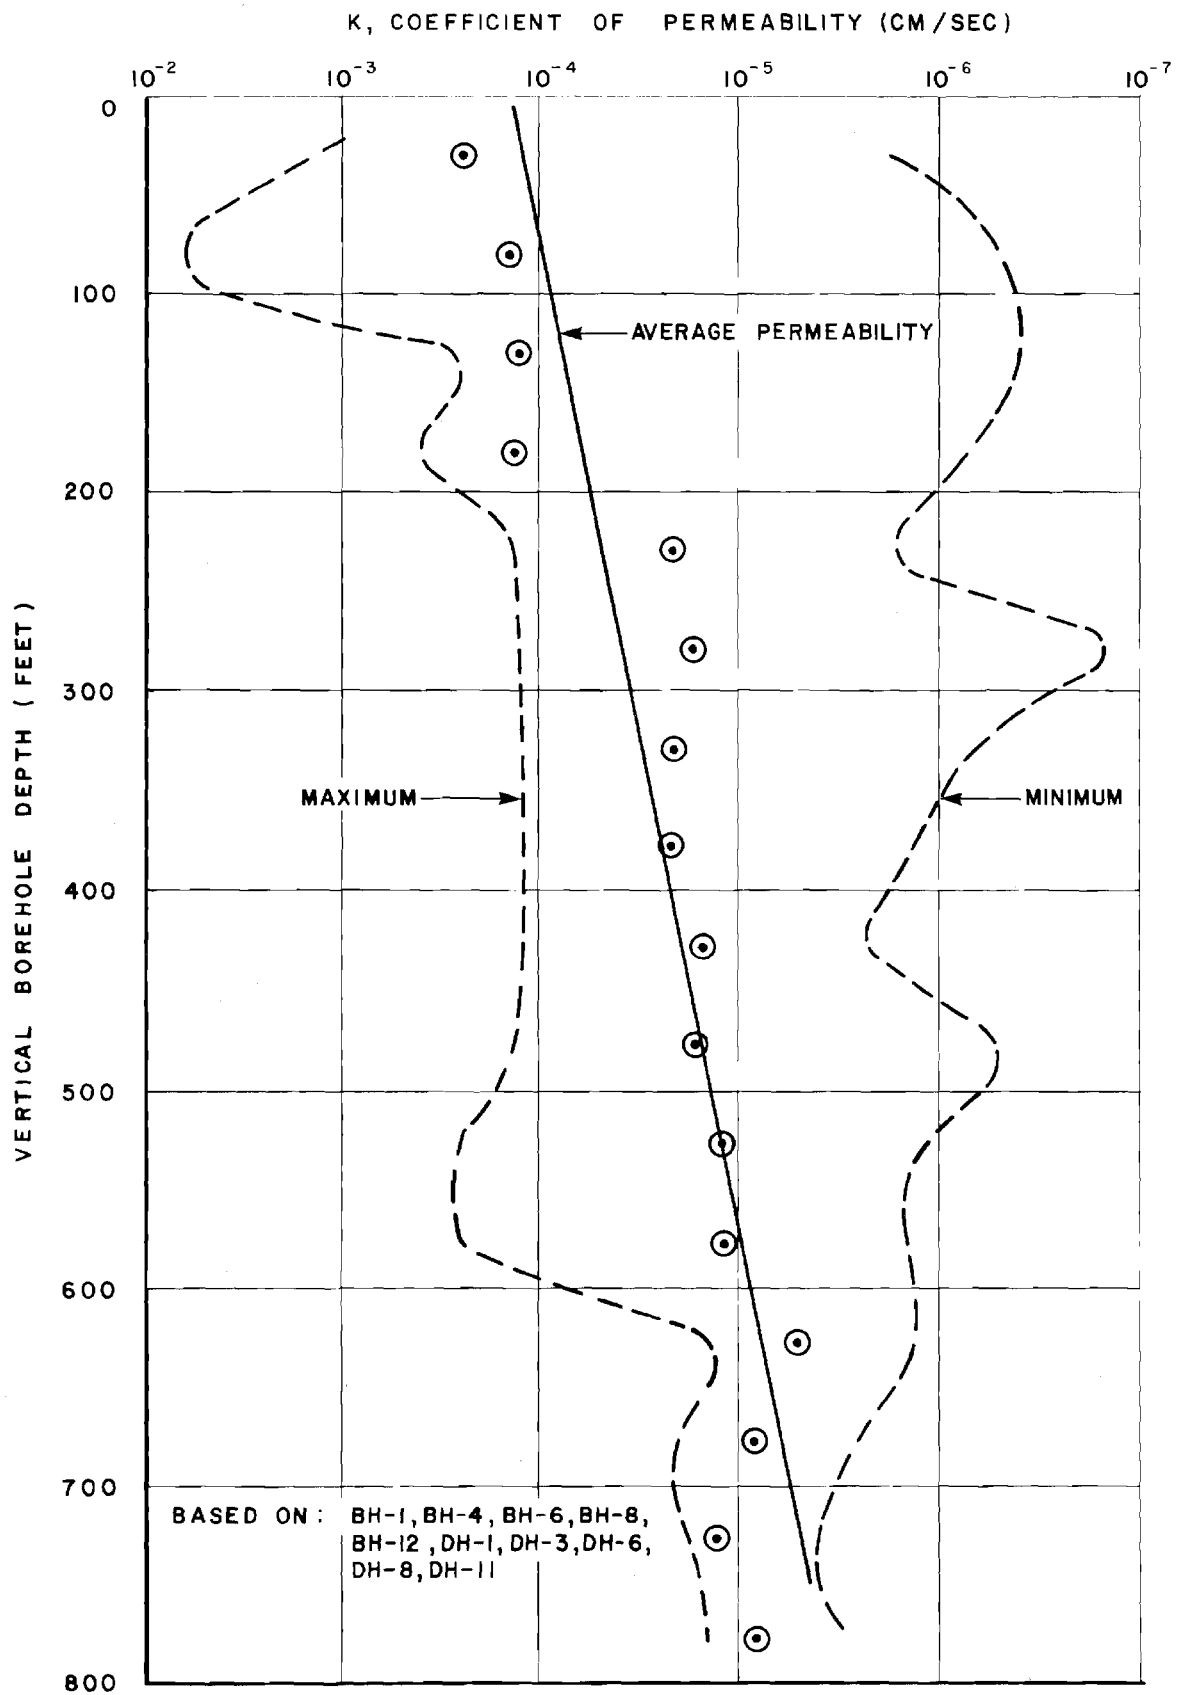 K, COEFFICIENT OF PERMEABILITY (CM/SEC)
10⁻² 10⁻³ 10⁻⁴ 10⁻⁵ 10⁻⁶ 10⁻⁷
0
100
AVERAGE PERMEABILITY
200
300
MAXIMUM
MINIMUM
400
500
600
700
800
VERTICAL BOREHOLE DEPTH (FEET)
BASED ON: BH-1, BH-4, BH-6, BH-8,
BH-12, DH-1, DH-3, DH-6,
DH-8, DH-11